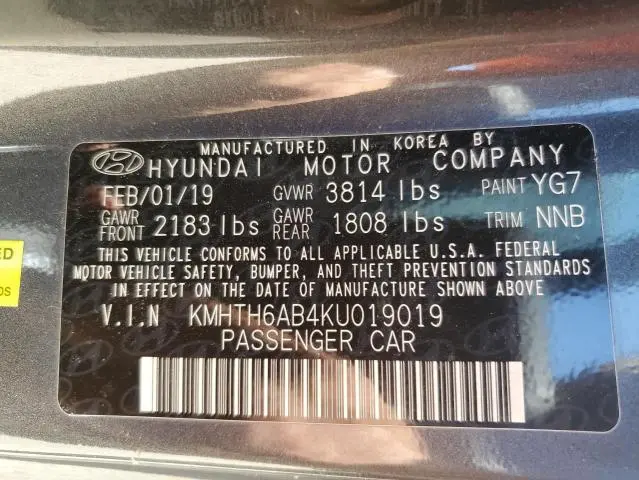 MANUFACTURED IN KOREA BY
HYUNDAI MOTOR COMPANY
FEB/01/19 GVWR 3814 lbs PAINT YG7
GAWR FRONT 2183 lbs GAWR REAR 1808 lbs TRIM NNB
THIS VEHICLE CONFORMS TO ALL APPLICABLE U.S.A. FEDERAL
MOTOR VEHICLE SAFETY, BUMPER, AND THEFT PREVENTION STANDARDS
IN EFFECT ON THE DATE OF MANUFACTURE SHOWN ABOVE
V.I.N KMHTH6AB4KU019019
PASSENGER CAR